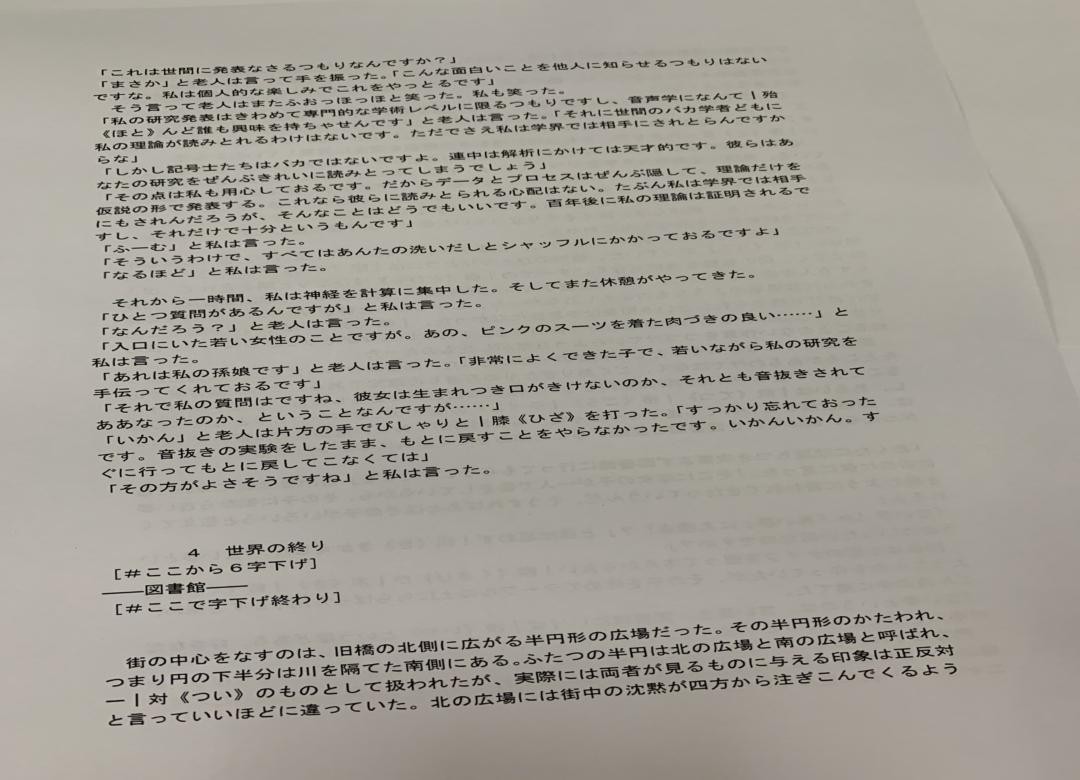 「これは世間に発表なさるつもりなんですか？」
「まさか」と老人は言って手を振った。「こんな面白いことを他人に知らせるつもりはない
ですな。私は個人的な楽しみでこれをやっとるです」
　そう言って老人はまたふおっほっほと笑った。私も笑った。
「私の研究発表はきわめて専門的な学術レベルに限るつもりですし、音声学になんて｜殆
《ほと》んど誰も興味を持ちゃせんです」と老人は言った。「それに世間のバカ学者どもに
私の理論が読みとれるわけはないです。ただでさえ私は学界では相手にされとらんですか
らな」
「しかし記号士たちはバカではないですよ。連中は解析にかけては天才的です。彼らはあ
なたの研究をぜんぶきれいに読みとってしまうでしょう」
「その点は私も用心しておるです。だからデータとプロセスはぜんぶ隠して、理論だけを
仮説の形で発表する。これなら彼らに読みとられる心配はない。たぶん私は学界では相手
にもされんだろうが、そんなことはどうでもいいです。百年後に私の理論は証明されるで
すし、それだけで十分というもんです」
「ふーむ」と私は言った。
「そういうわけで、すべてはあんたの洗いだしとシャッフルにかかっておるですよ」
「なるほど」と私は言った。
　それから一時間、私は神経を計算に集中した。そしてまた休憩がやってきた。
「ひとつ質問があるんですが」と私は言った。
「なんだろう？」と老人は言った。
「入口にいた若い女性のことですが。あの、ピンクのスーツを着た肉づきの良い……」と
私は言った。
「あれは私の孫娘です」と老人は言った。「非常によくできた子で、若いながら私の研究を
手伝ってくれておるです」
「それで私の質問はですね、彼女は生まれつき口がきけないのか、それとも音抜きされて
ああなったのか、ということなんですが……」
「いかん」と老人は片方の手でぴしゃりと｜膝《ひざ》を打った。「すっかり忘れておった
です。音抜きの実験をしたまま、もとに戻すことをやらなかったです。いかんいかん。す
ぐに行ってもとに戻してこなくては」
「その方がよさそうですね」と私は言った。
４　世界の終り
［＃ここから６字下げ］
——図書館——
［＃ここで字下げ終わり］
　街の中心をなすのは、旧橋の北側に広がる半円形の広場だった。その半円形のかたわれ、
つまり円の下半分は川を隔てた南側にある。ふたつの半円は北の広場と南の広場と呼ばれ、
一｜対《つい》のものとして扱われたが、実際には両者が見るものに与える印象は正反対
と言っていいほどに違っていた。北の広場には街中の沈黙が四方から注ぎこんでくるよう